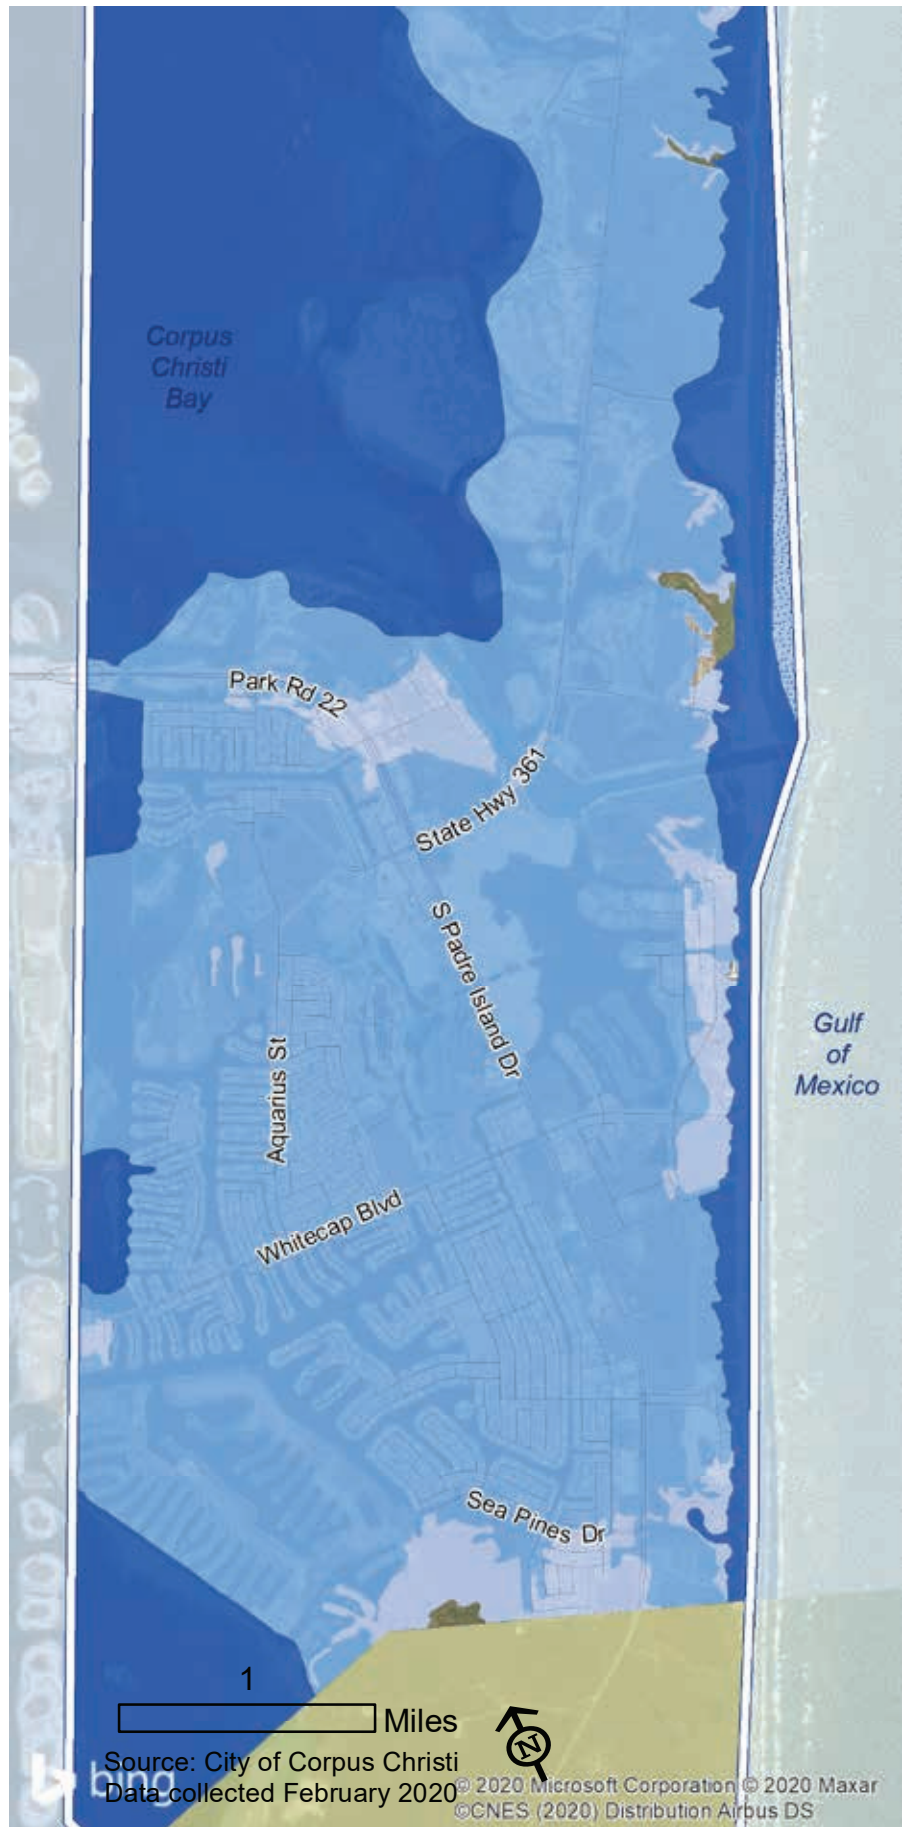 Corpus
Christi
Bay
Park Rd 22
State Hwy 361
S Padre Island Dr
Gulf
of
Mexico
Aquarius St
Whitecap Blvd
Sea Pines Dr
1
Miles
N
Source: City of Corpus Christi
bing
Data collected February 2020
© 2020 Microsoft Corporation © 2020 Maxar
©CNES (2020) Distribution Airbus DS